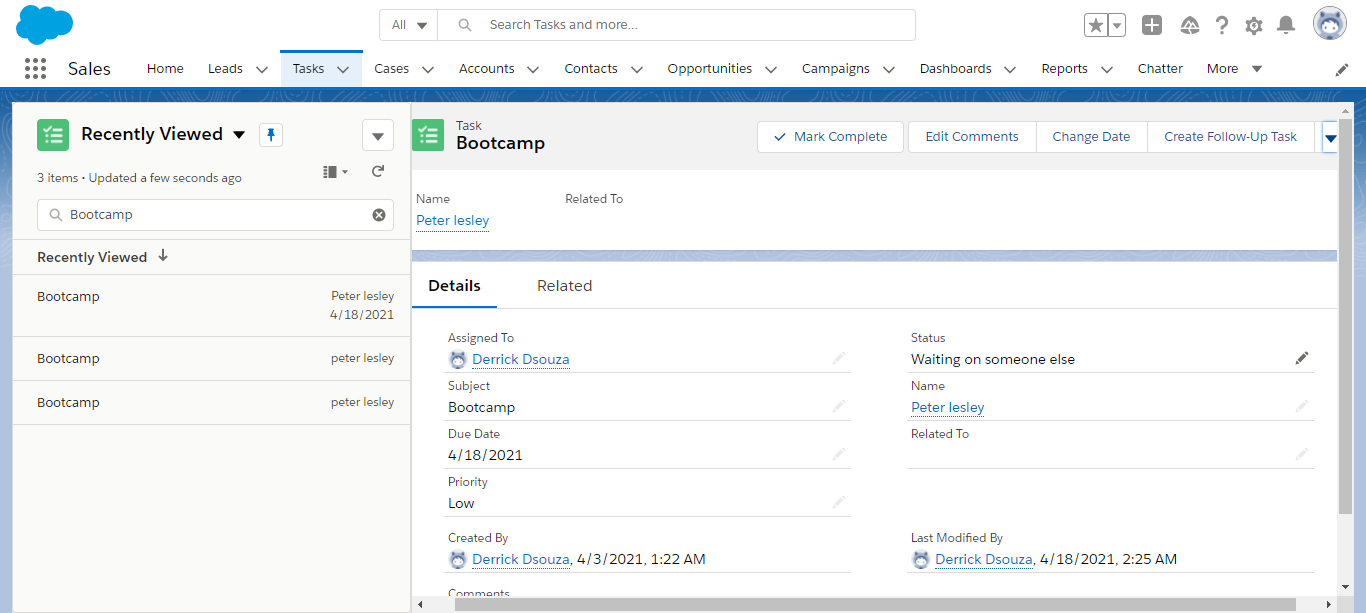 All
Search Tasks and more...
Sales
Home
Leads
Tasks
Cases
Accounts
Contacts
Opportunities
Campaigns
Dashboards
Reports
Chatter
More
Recently Viewed
3 items • Updated a few seconds ago
Bootcamp
Recently Viewed
Bootcamp
Peter lesley
4/18/2021
Bootcamp
peter lesley
Bootcamp
peter lesley
Task
Bootcamp
Mark Complete
Edit Comments
Change Date
Create Follow-Up Task
Name
Related To
Peter lesley
Details
Related
Assigned To
Derrick Dsouza
Status
Waiting on someone else
Subject
Bootcamp
Name
Peter lesley
Due Date
4/18/2021
Related To
Priority
Low
Created By
Derrick Dsouza, 4/3/2021, 1:22 AM
Last Modified By
Derrick Dsouza, 4/18/2021, 2:25 AM
Comments